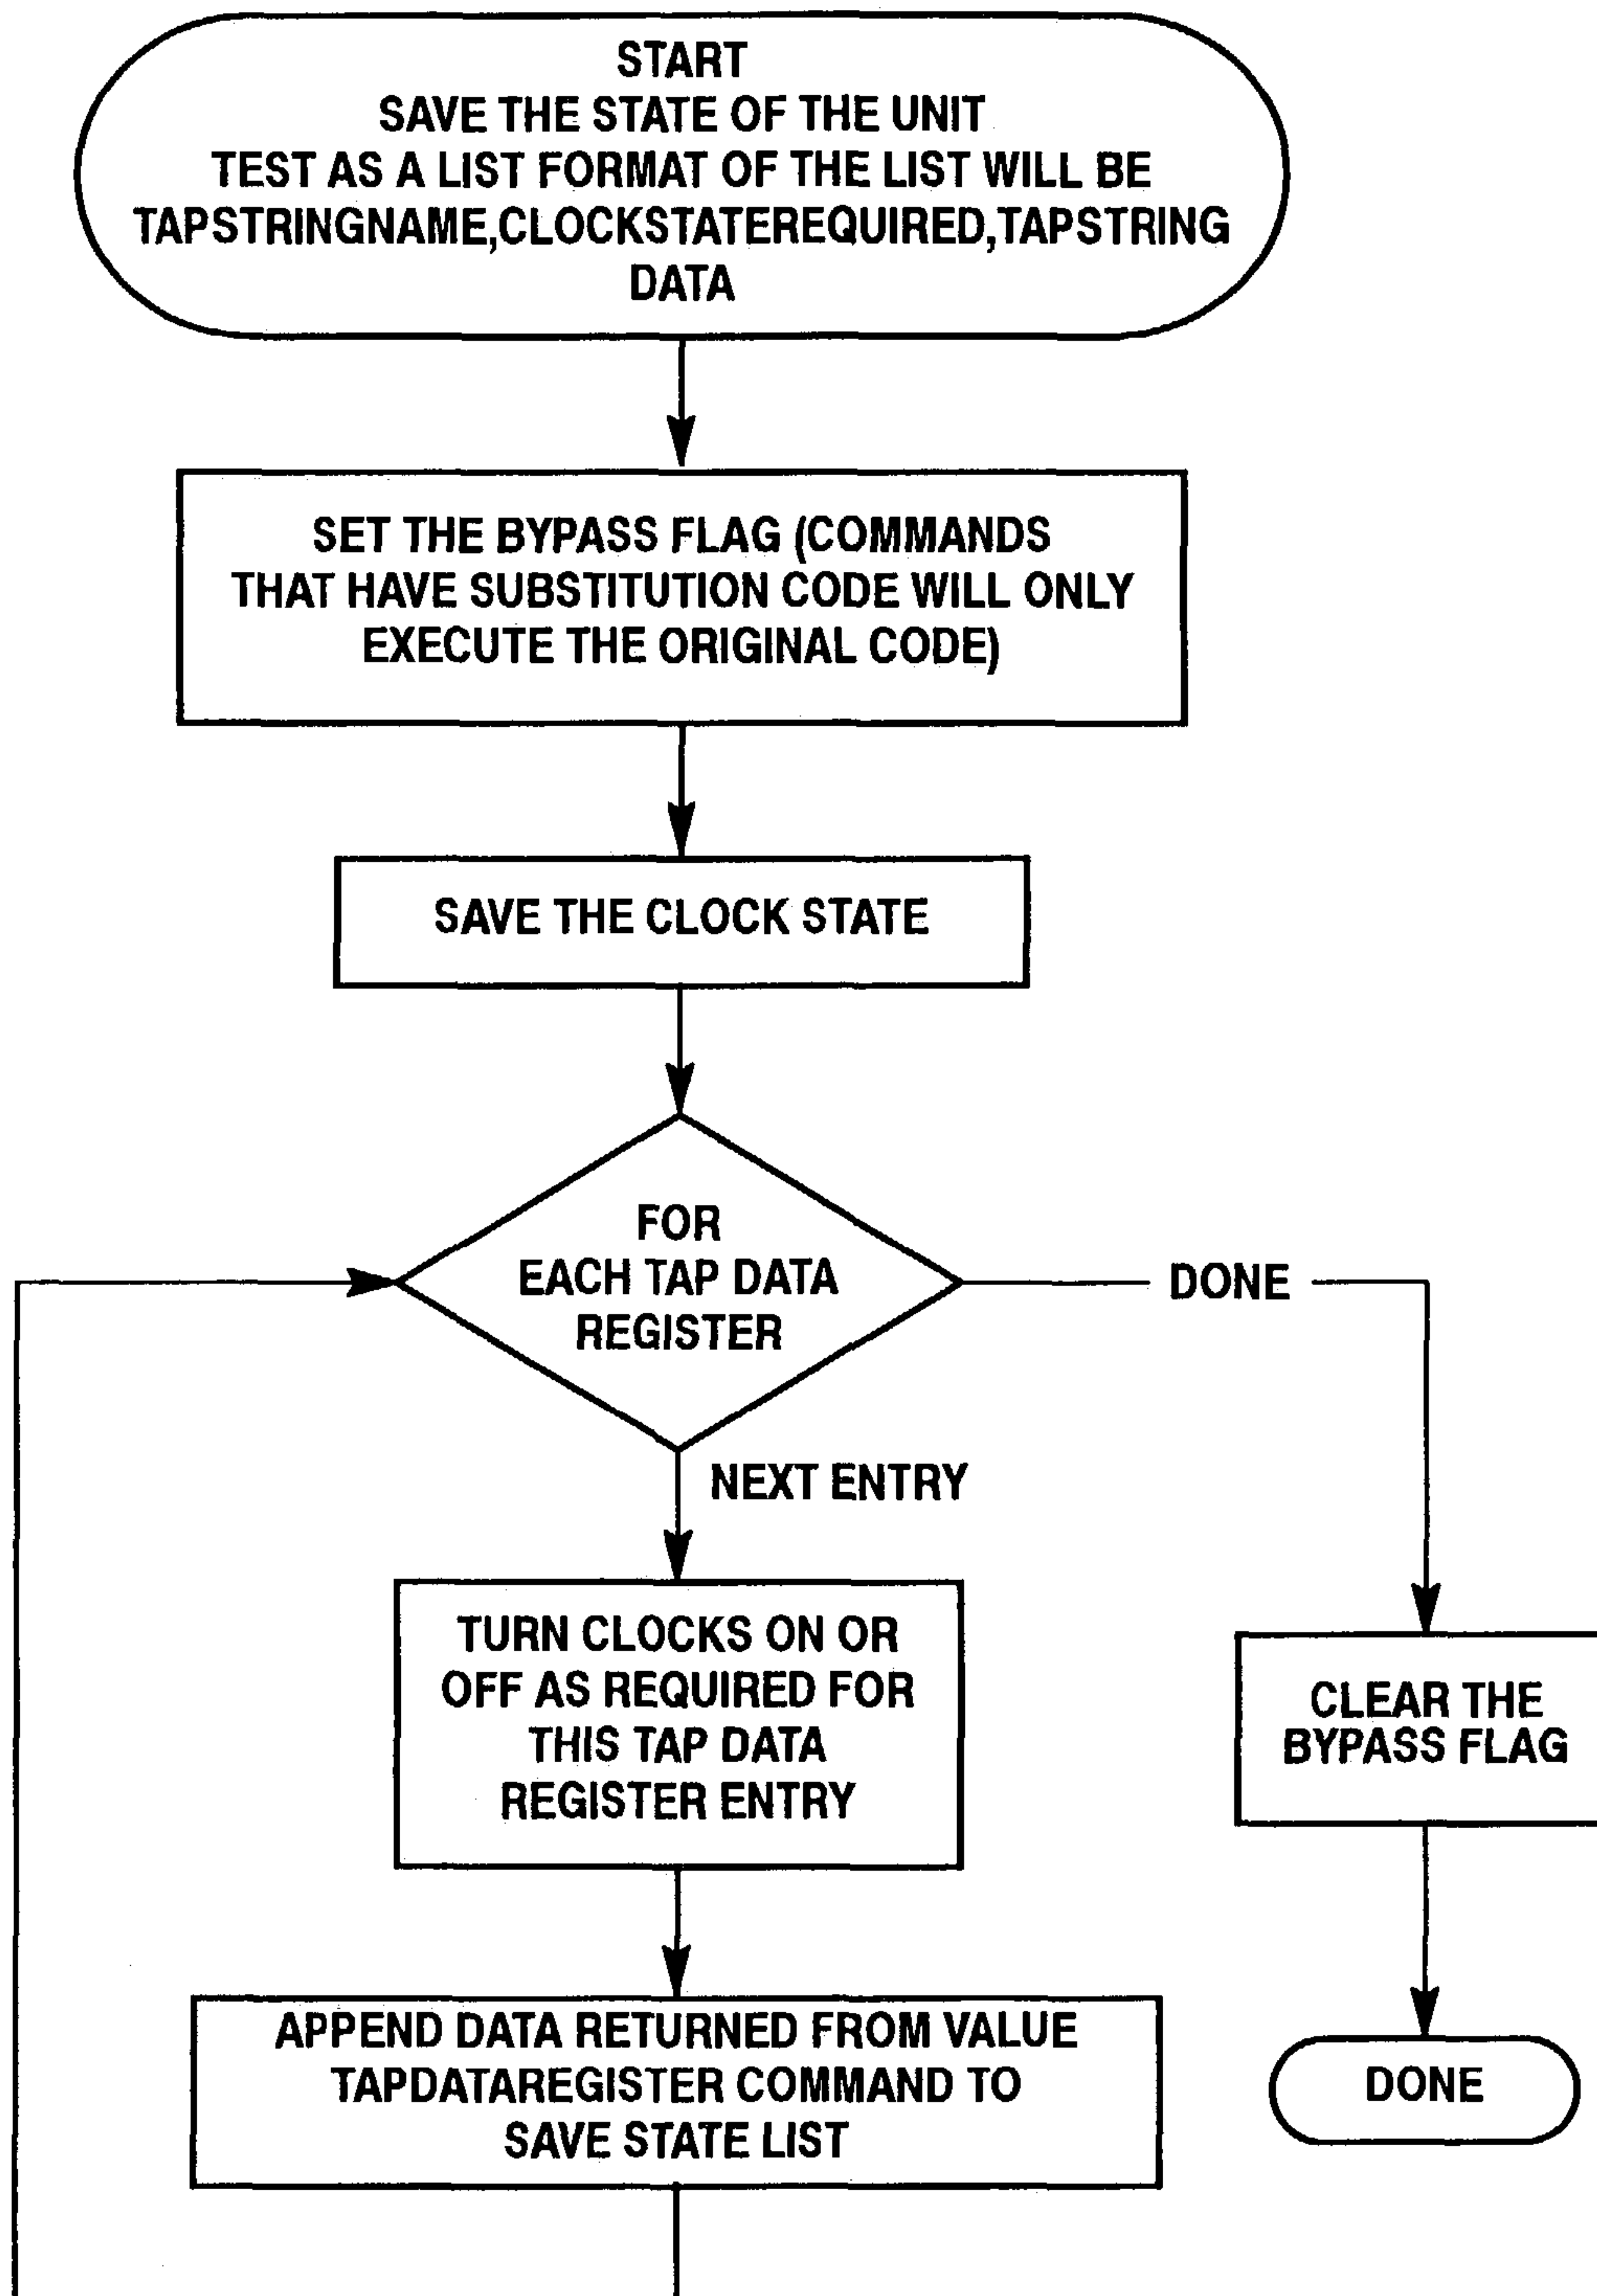 START
SAVE THE STATE OF THE UNIT
TEST AS A LIST FORMAT OF THE LIST WILL BE
TAPSTRINGNAME,CLOCKSTATEREQUIRED,TAPSTRING
DATA
SET THE BYPASS FLAG (COMMANDS
THAT HAVE SUBSTITUTION CODE WILL ONLY
EXECUTE THE ORIGINAL CODE)
SAVE THE CLOCK STATE
FOR
EACH TAP DATA
REGISTER
DONE
NEXT ENTRY
TURN CLOCKS ON OR
OFF AS REQUIRED FOR
THIS TAP DATA
REGISTER ENTRY
CLEAR THE
BYPASS FLAG
APPEND DATA RETURNED FROM VALUE
TAPDATAREGISTER COMMAND TO
SAVE STATE LIST
DONE